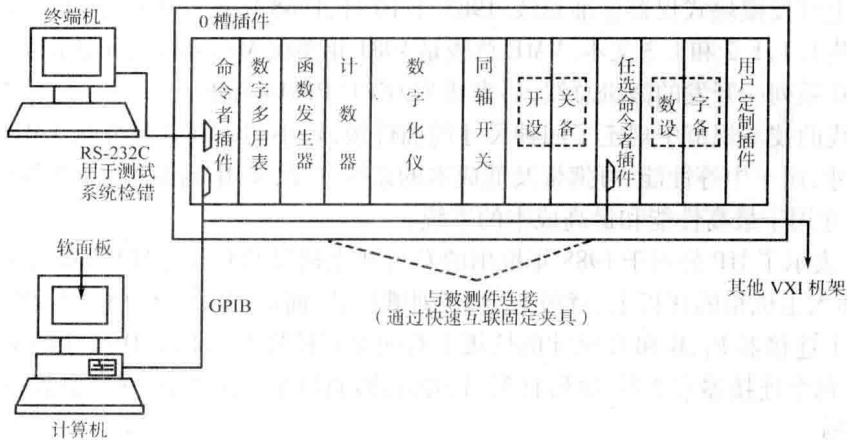 终端机
0 槽插件
命令者插件
数字多用表
函数发生器
计数器
数字化仪
同轴开关
开关
设备
任选命令者插件
数字
设备
用户定制插件
RS-232C
用于测试
系统检错
软面板
GPIB
与被测件连接
（通过快速互联固定夹具）
其他 VXI 机架
计算机